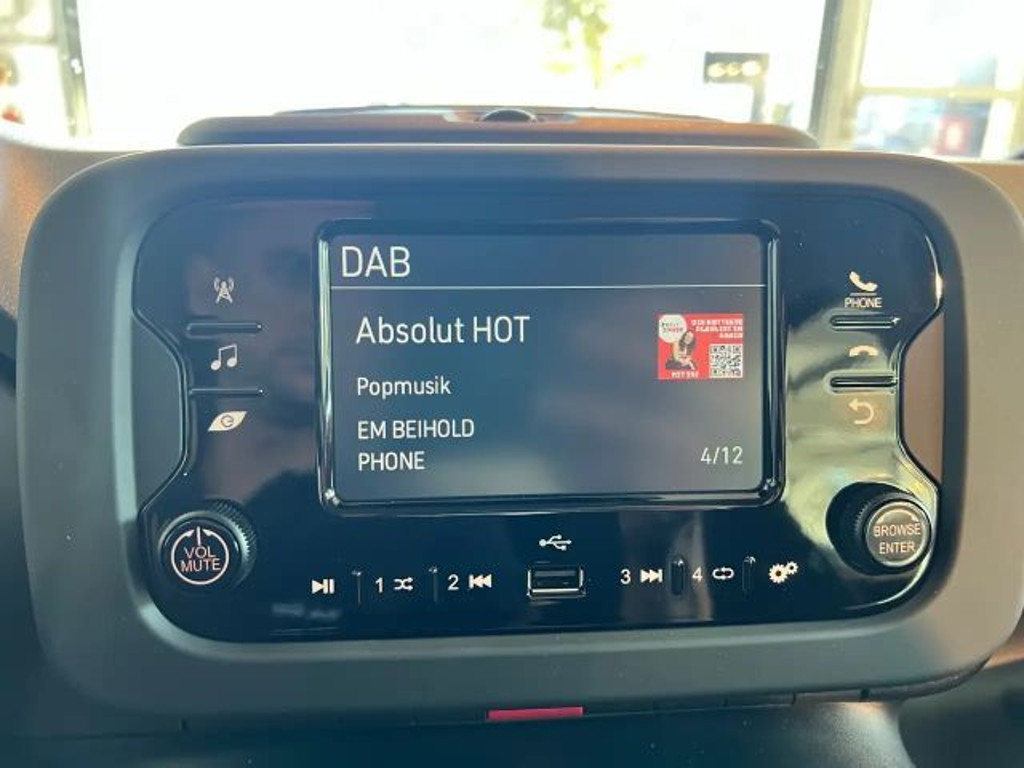 DAB
Absolut HOT
Popmusik
EM BEIHOLD
PHONE
4/12
PHONE
VOL
MUTE
BROWSE
ENTER
1
2
3
4